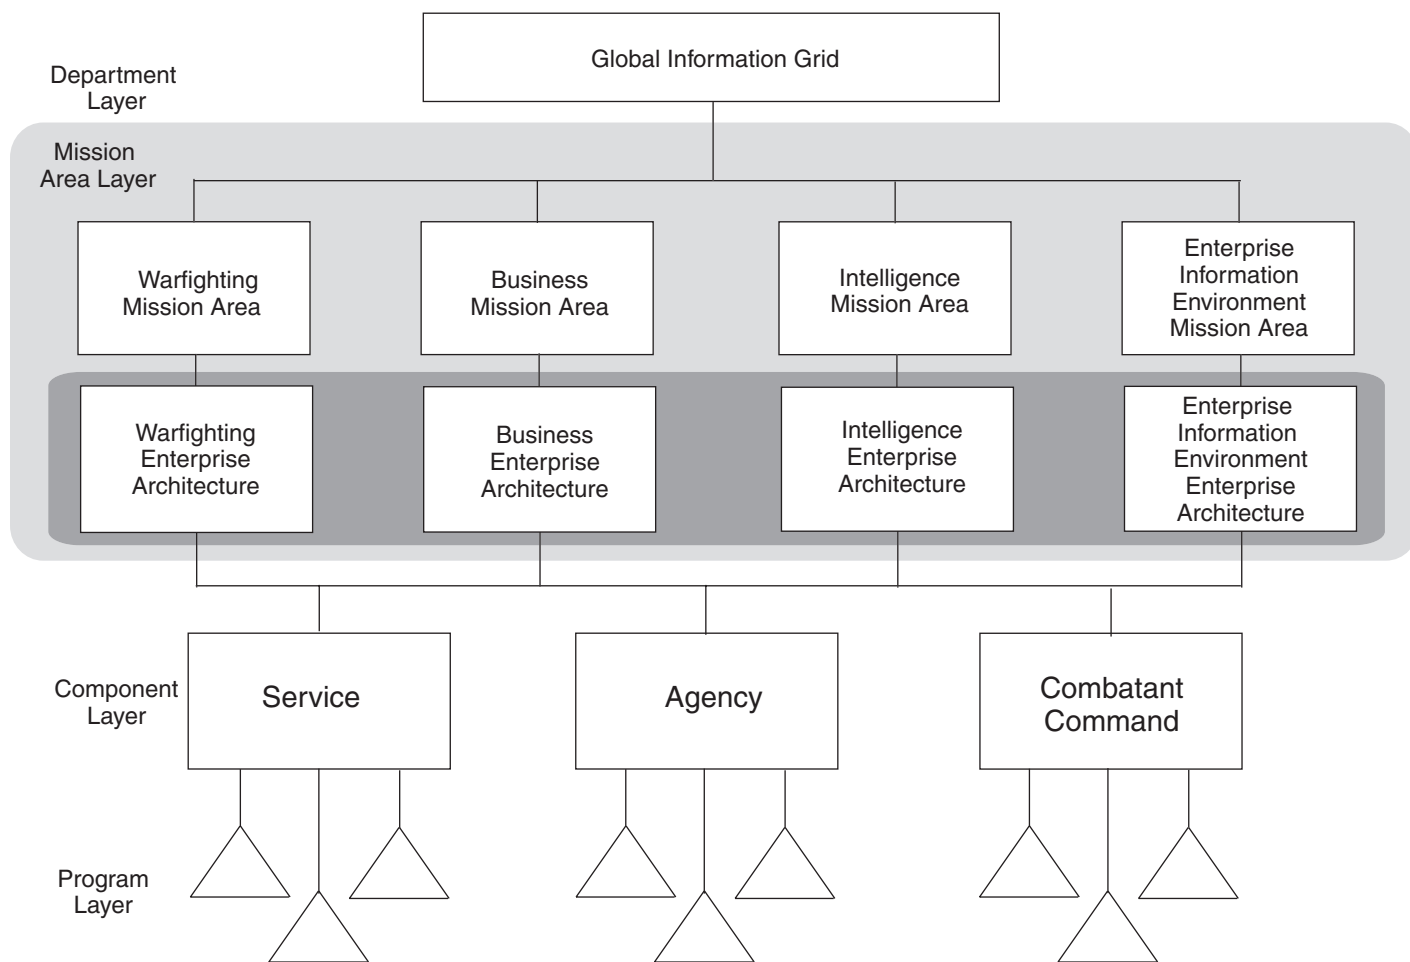 Global Information Grid
Department
Layer
Mission
Area Layer
Warfighting
Mission Area
Business
Mission Area
Intelligence
Mission Area
Enterprise
Information
Environment
Mission Area
Warfighting
Enterprise
Architecture
Business
Enterprise
Architecture
Intelligence
Enterprise
Architecture
Enterprise
Information
Environment
Enterprise
Architecture
Component
Layer
Service
Agency
Combatant
Command
Program
Layer